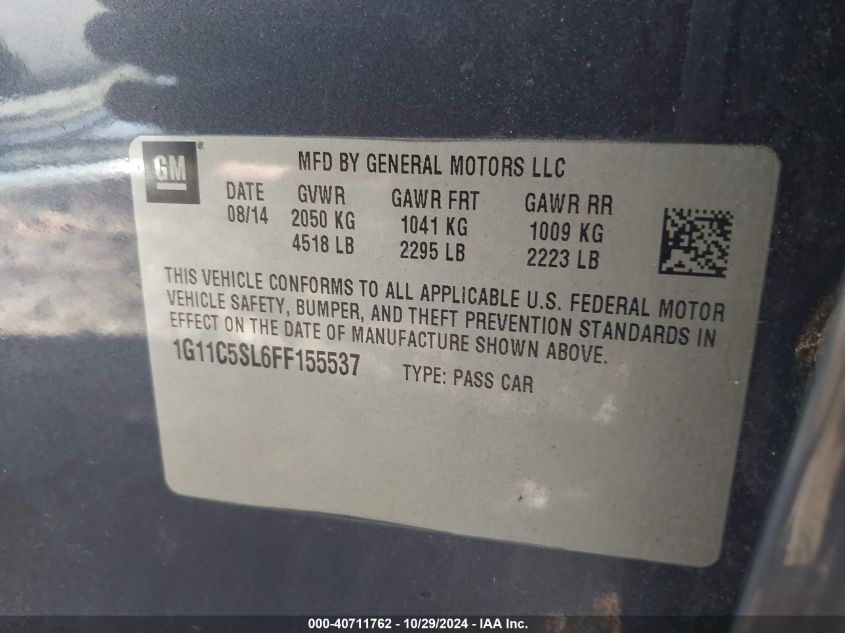 GM®
MFD BY GENERAL MOTORS LLC
DATE GVWR GAWR FRT GAWR RR
08/14 2050 KG 1041 KG 1009 KG
4518 LB 2295 LB 2223 LB
THIS VEHICLE CONFORMS TO ALL APPLICABLE U.S. FEDERAL MOTOR
VEHICLE SAFETY, BUMPER, AND THEFT PREVENTION STANDARDS IN
EFFECT ON THE DATE OF MANUFACTURE SHOWN ABOVE.
1G11C5SL6FF155537 TYPE: PASS CAR
000-40711762 - 10/29/2024 - IAA Inc.